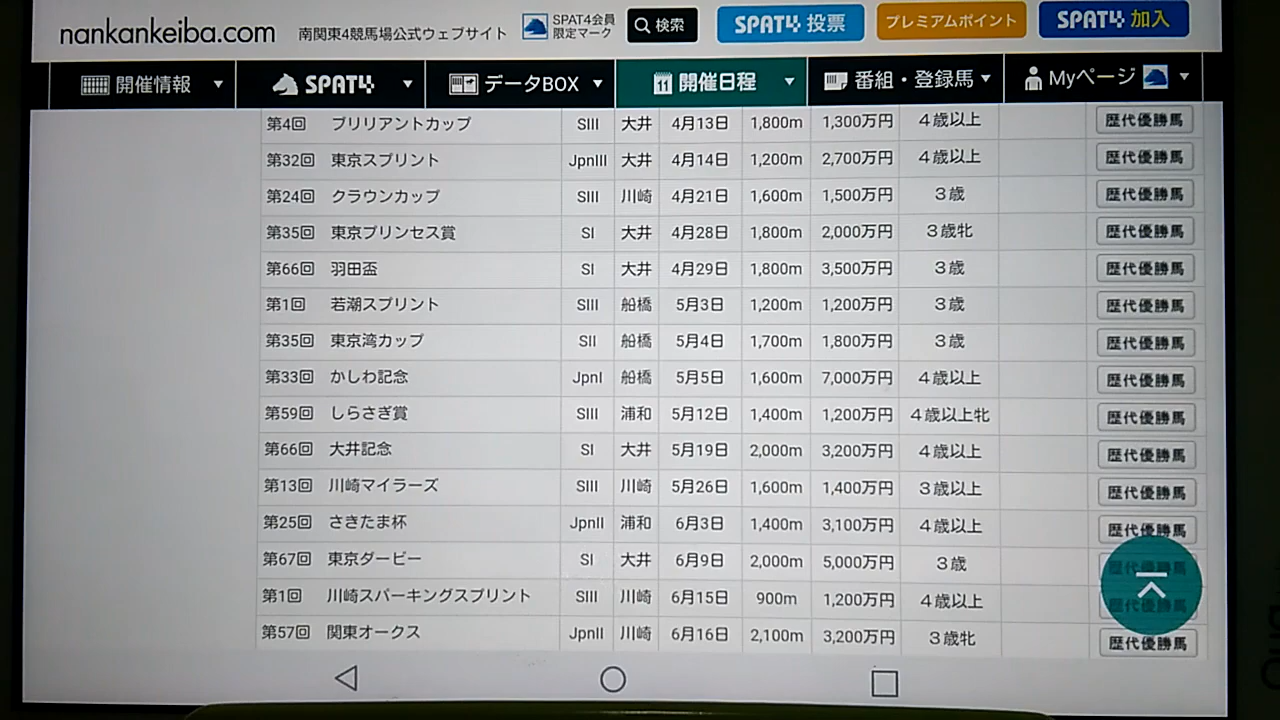 nankankeiba.com 南関東4競馬場公式ウェブサイト SPAT4会員限定マーク 検索 SPAT4 投票 プレミアムポイント SPAT4 加入
開催情報 SPAT4 データBOX 11 開催日程 番組・登録馬 Myページ
第4回 ブリリアントカップ SIII 大井 4月13日 1,800m 1,300万円 4歳以上 歴代優勝馬
第32回 東京スプリント JpnIII 大井 4月14日 1,200m 2,700万円 4歳以上 歴代優勝馬
第24回 クラウンカップ SIII 川崎 4月21日 1,600m 1,500万円 3歳 歴代優勝馬
第35回 東京プリンセス賞 SI 大井 4月28日 1,800m 2,000万円 3歳牝 歴代優勝馬
第66回 羽田盃 SI 大井 4月29日 1,800m 3,500万円 3歳 歴代優勝馬
第1回 若潮スプリント SIII 船橋 5月3日 1,200m 1,200万円 3歳 歴代優勝馬
第35回 東京湾カップ SII 船橋 5月4日 1,700m 1,800万円 3歳 歴代優勝馬
第33回 かしわ記念 JpnI 船橋 5月5日 1,600m 7,000万円 4歳以上 歴代優勝馬
第59回 しらさぎ賞 SIII 浦和 5月12日 1,400m 1,200万円 4歳以上牝 歴代優勝馬
第66回 大井記念 SI 大井 5月19日 2,000m 3,200万円 4歳以上 歴代優勝馬
第13回 川崎マイラーズ SIII 川崎 5月26日 1,600m 1,400万円 3歳以上 歴代優勝馬
第25回 さきたま杯 JpnII 浦和 6月3日 1,400m 3,100万円 4歳以上 歴代優勝馬
第67回 東京ダービー SI 大井 6月9日 2,000m 5,000万円 3歳 歴代優勝馬
第1回 川崎スパーキングスプリント SIII 川崎 6月15日 900m 1,200万円 4歳以上 歴代優勝馬
第57回 関東オークス JpnII 川崎 6月16日 2,100m 3,200万円 3歳牝 歴代優勝馬